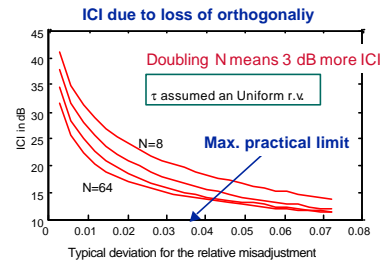 ICI due to loss of orthogonaliy
Doubling N means 3 dB more ICI
τ assumed an Uniform r.v.
Max. practical limit
N=8
N=64
ICI in dB
45
40
35
30
25
20
15
10
0 0.01 0.02 0.03 0.04 0.05 0.06 0.07 0.08
Typical deviation for the relative misadjustment